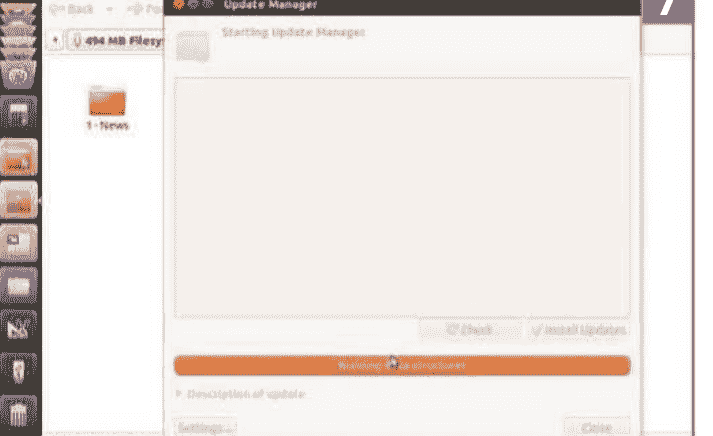 Update Manager
Back
494 MB Filesy
Starting Update Manager
1 - News
Check
Install Updates
Description of update
Settings...
Close